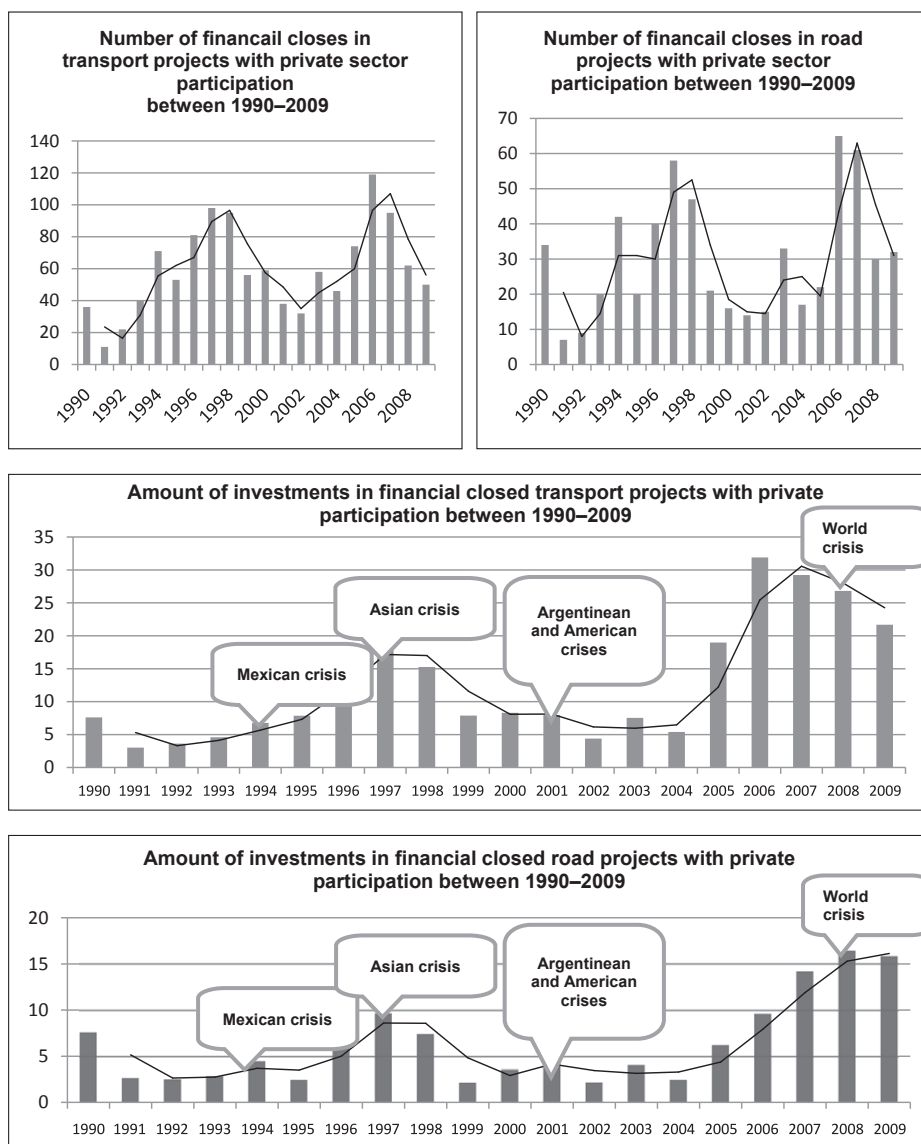 Number of financail closes in
transport projects with private sector
participation
between 1990–2009
140
120
100
80
60
40
20
0
1990
1992
1994
1996
1998
2000
2002
2004
2006
2008
Number of financail closes in road
projects with private sector
participation between 1990–2009
70
60
50
40
30
20
10
0
1990
1992
1994
1996
1998
2000
2002
2004
2006
2008
Amount of investments in financial closed transport projects with private
participation between 1990–2009
35
30
25
20
15
10
5
0
World
crisis
Asian crisis
Argentinean
and American
crises
Mexican crisis
1990 1991 1992 1993 1994 1995 1996 1997 1998 1999 2000 2001 2002 2003 2004 2005 2006 2007 2008 2009
Amount of investments in financial closed road projects with private
participation between 1990–2009
20
15
10
5
0
World
crisis
Asian crisis
Argentinean
and American
crises
Mexican crisis
1990 1991 1992 1993 1994 1995 1996 1997 1998 1999 2000 2001 2002 2003 2004 2005 2006 2007 2008 2009